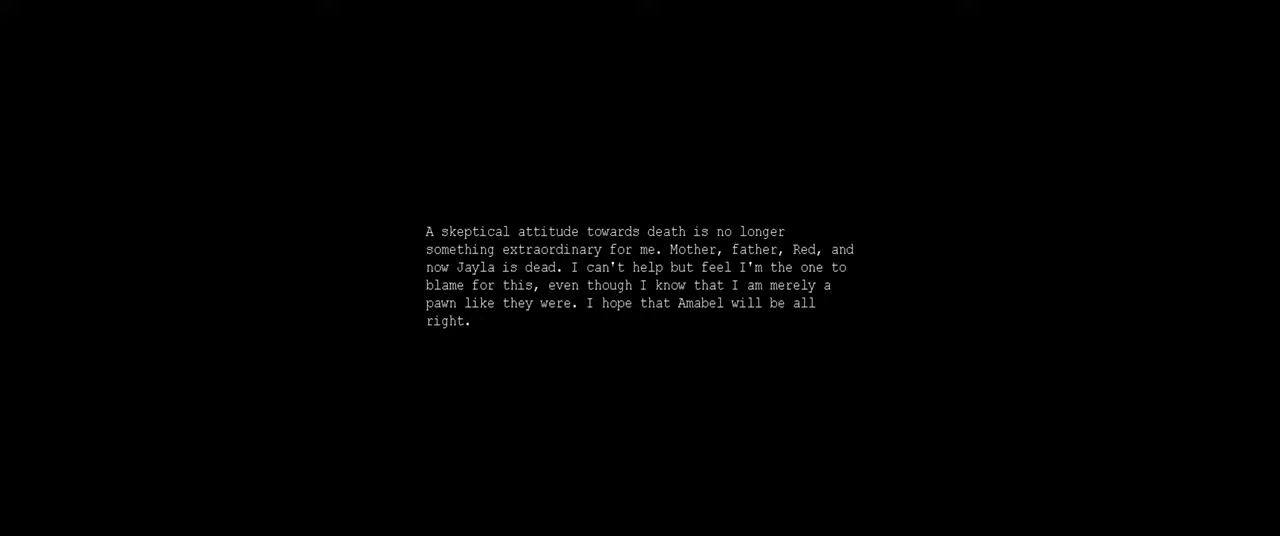 A skeptical attitude towards death is no longer
something extraordinary for me. Mother, father, Red, and
now Jayla is dead. I can't help but feel I'm the one to
blame for this, even though I know that I am merely a
pawn like they were. I hope that Amabel will be all
right.